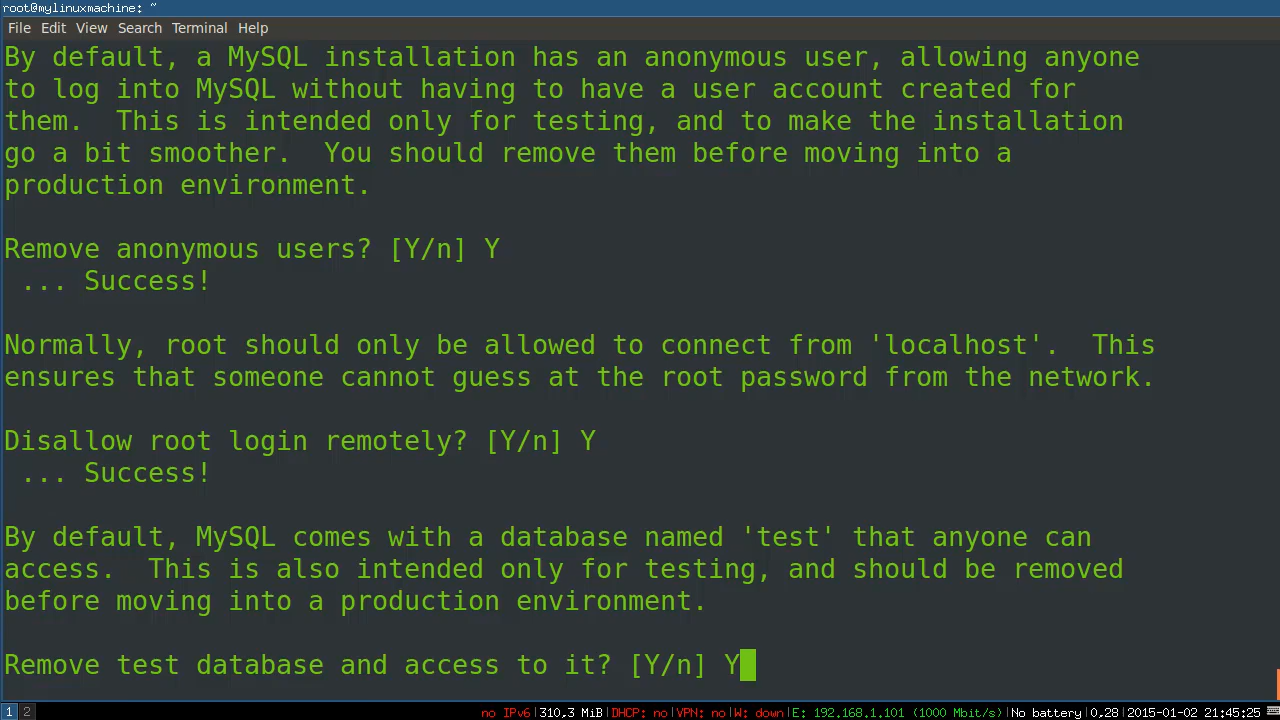 root@mylinuxmachine: ~
File Edit View Search Terminal Help
By default, a MySQL installation has an anonymous user, allowing anyone
to log into MySQL without having to have a user account created for
them.  This is intended only for testing, and to make the installation
go a bit smoother.  You should remove them before moving into a
production environment.
Remove anonymous users? [Y/n] Y
 ... Success!
Normally, root should only be allowed to connect from 'localhost'.  This
ensures that someone cannot guess at the root password from the network.
Disallow root login remotely? [Y/n] Y
 ... Success!
By default, MySQL comes with a database named 'test' that anyone can
access.  This is also intended only for testing, and should be removed
before moving into a production environment.
Remove test database and access to it? [Y/n] Y
1 2 no IPv6|310,3 MiB|DHCP: no|VPN: no|W: down|E: 192.168.1.101 (1000 Mbit/s)|No battery|0.28|2015-01-02 21:45:25